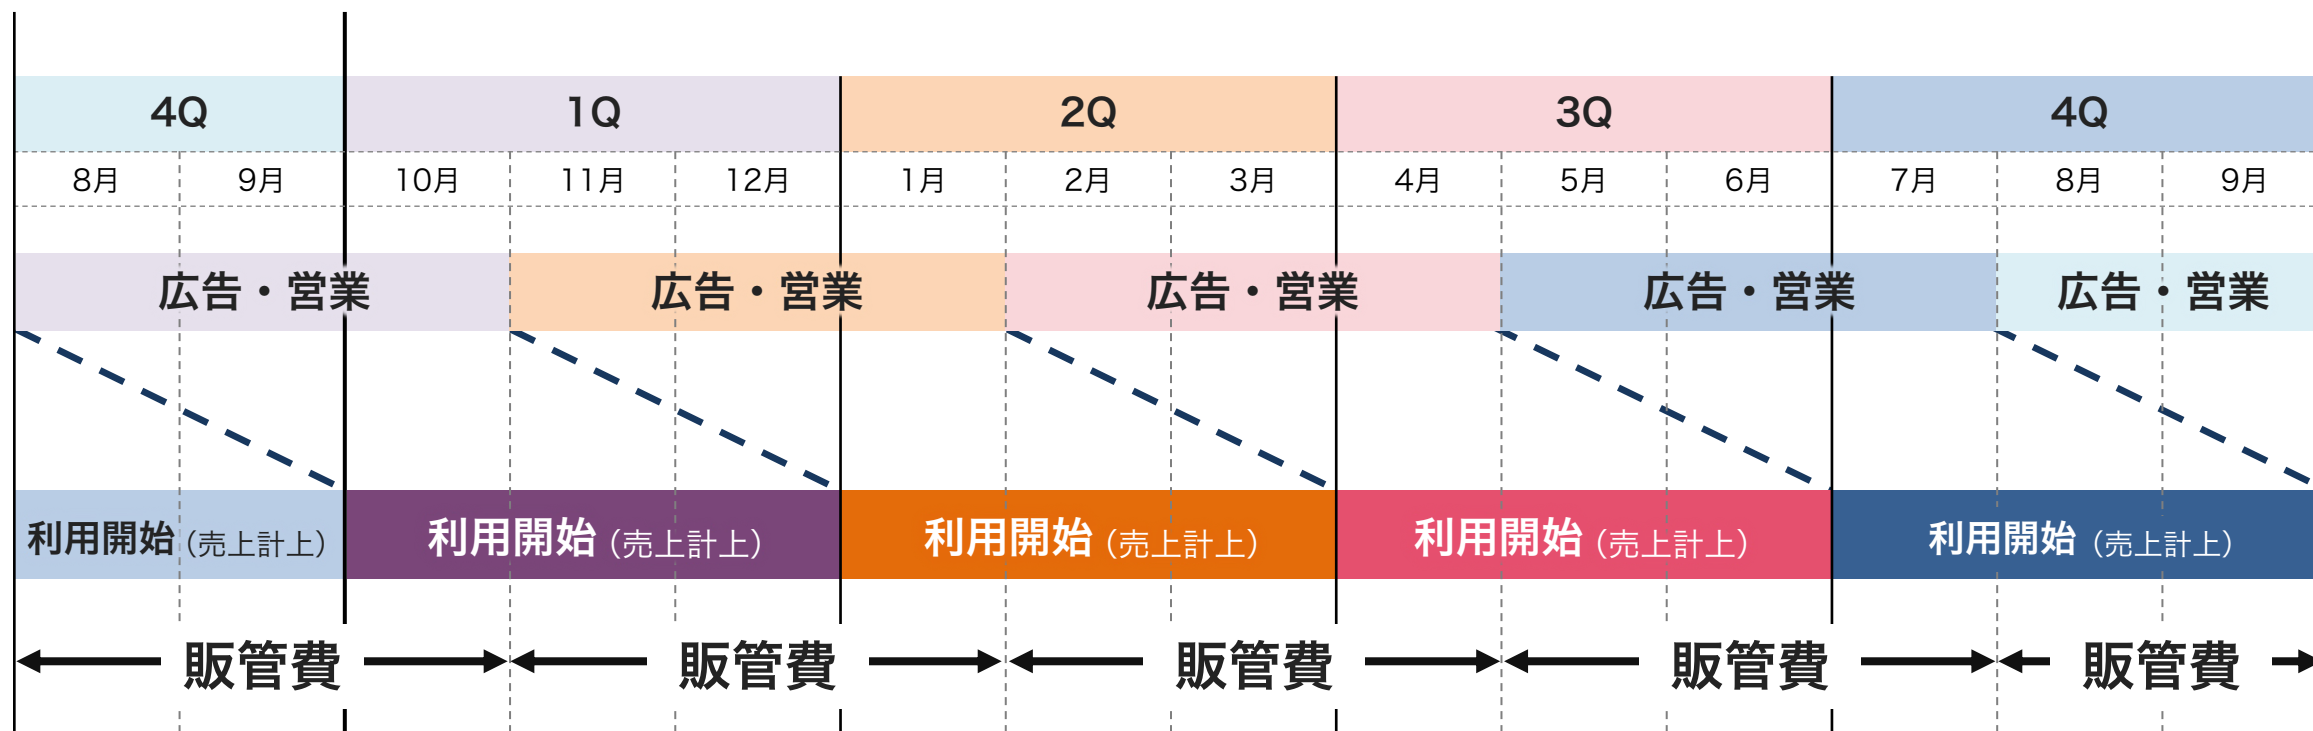 4Q 1Q 2Q 3Q 4Q
8月 9月 10月 11月 12月 1月 2月 3月 4月 5月 6月 7月 8月 9月
広告・営業 広告・営業 広告・営業 広告・営業 広告・営業
利用開始（売上計上） 利用開始（売上計上） 利用開始（売上計上） 利用開始（売上計上） 利用開始（売上計上）
販管費 販管費 販管費 販管費 販管費